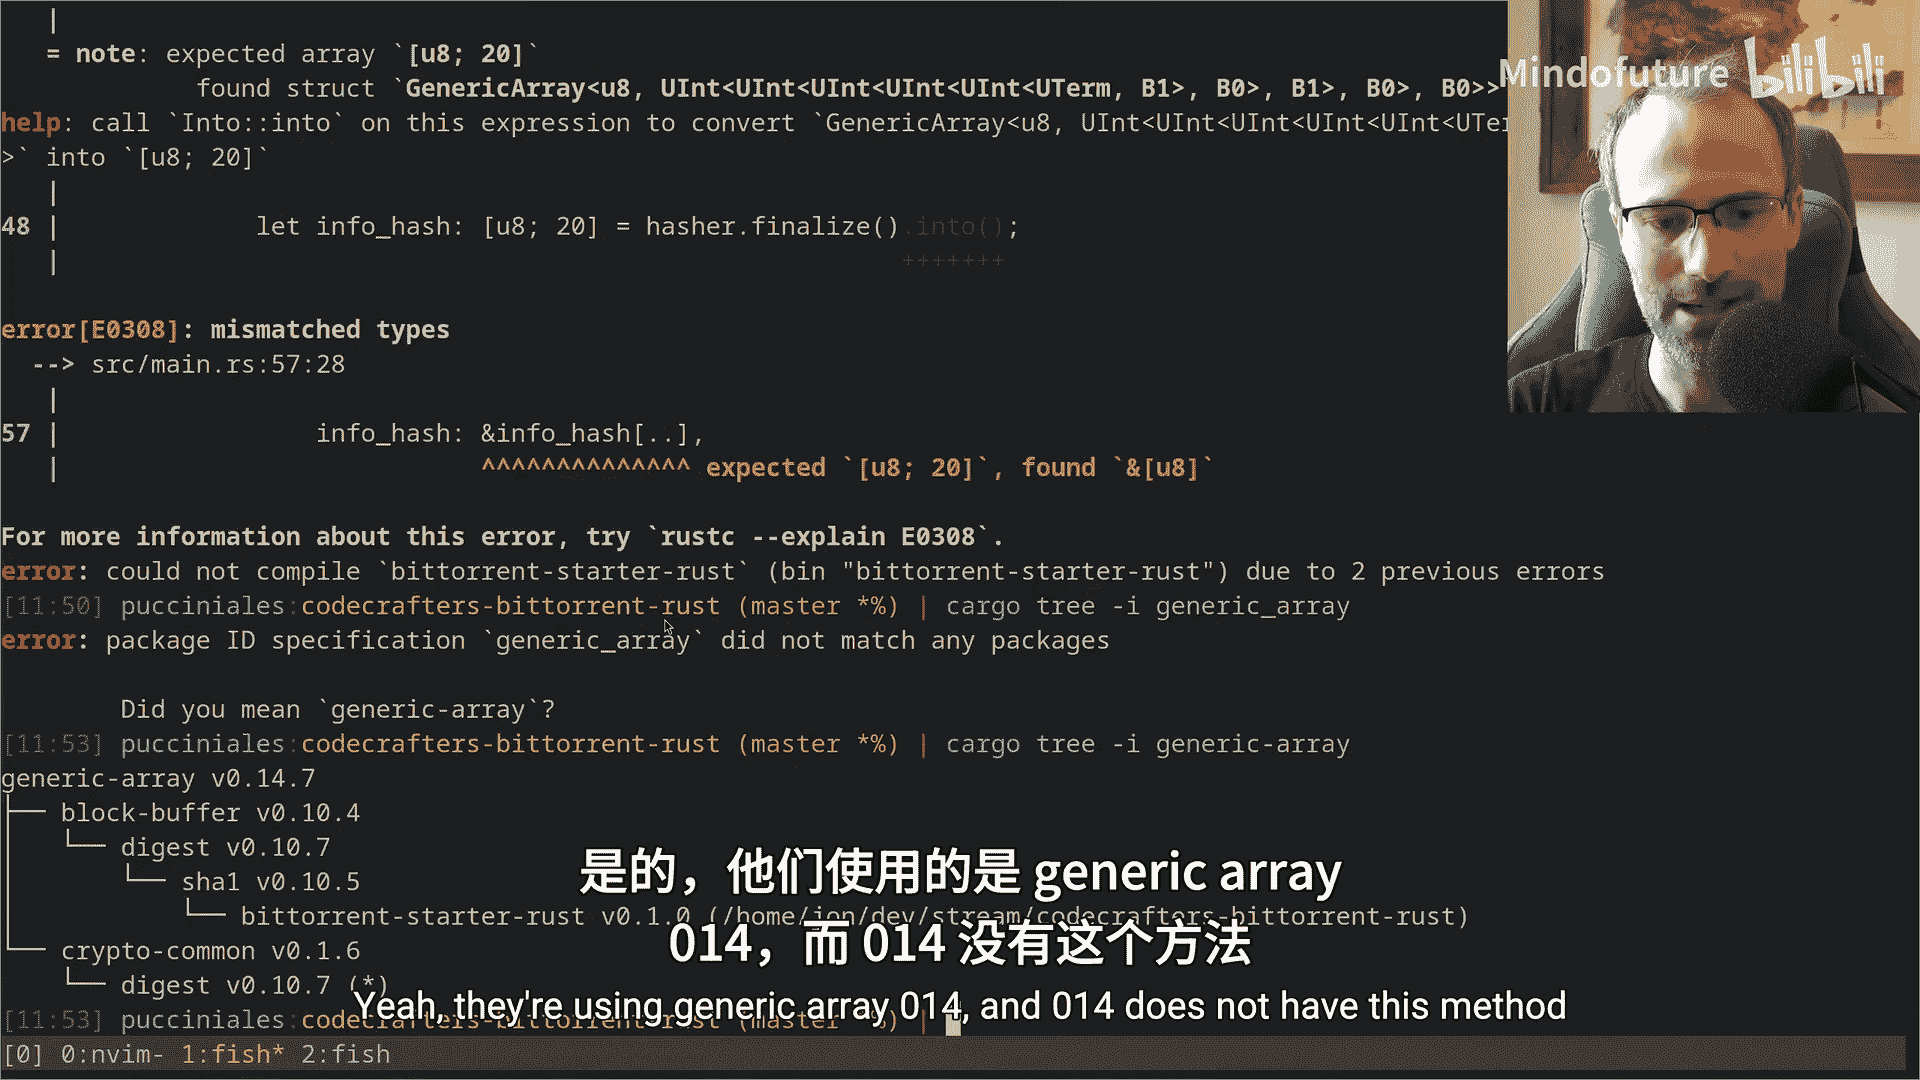 |
= note: expected array `[u8; 20]`
found struct `GenericArray<u8, UInt<UInt<UInt<UInt<UInt<UTerm, B1>, B0>, B1>, B0>, B0>>
help: call `Into::into` on this expression to convert `GenericArray<u8, UInt<UInt<UInt<UInt<UInt<UTer
>` into `[u8; 20]`
|
48 | let info_hash: [u8; 20] = hasher.finalize().into();
| +++++++
error[E0308]: mismatched types
--> src/main.rs:57:28
|
57 | info_hash: &info_hash[..],
| ^^^^^^^^^^^^^^ expected `[u8; 20]`, found `&[u8]`
For more information about this error, try `rustc --explain E0308`.
error: could not compile `bittorrent-starter-rust` (bin "bittorrent-starter-rust") due to 2 previous errors
[11:50] pucciniales:codecrafters-bittorrent-rust (master *%) | cargo tree -i generic_array
error: package ID specification `generic_array` did not match any packages
Did you mean `generic-array`?
[11:53] pucciniales:codecrafters-bittorrent-rust (master *%) | cargo tree -i generic-array
generic-array v0.14.7
├── block-buffer v0.10.4
│   └── digest v0.10.7
│       └── sha1 v0.10.5
│           └── bittorrent-starter-rust v0.1.0 (/home/jon/dev/stream/codecrafters-bittorrent-rust)
└── crypto-common v0.1.6
    └── digest v0.10.7 (*)
[11:53] pucciniales:codecrafters-bittorrent-rust (master *%) |
[0] 0:nvim- 1:fish* 2:fish
Mindofuture bilibili
是的，他们使用的是 generic array
014，而 014 没有这个方法
Yeah, they're using generic array 014, and 014 does not have this method